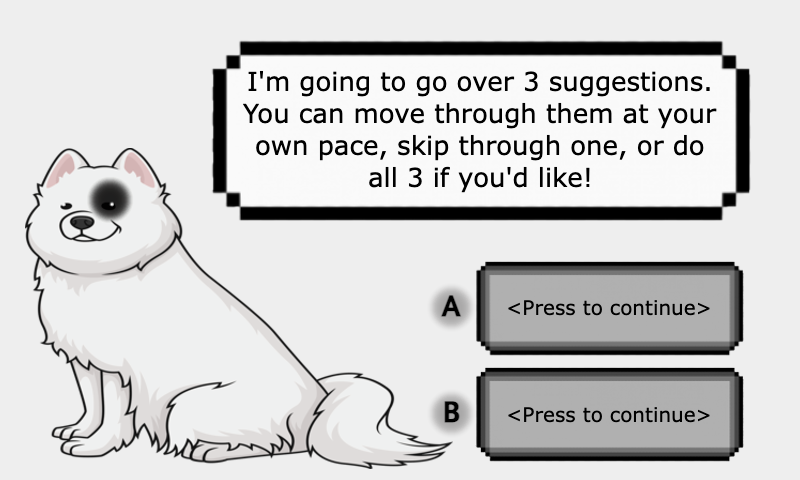 I'm going to go over 3 suggestions.
You can move through them at your
own pace, skip through one, or do
all 3 if you'd like!
A
<Press to continue>
B
<Press to continue>